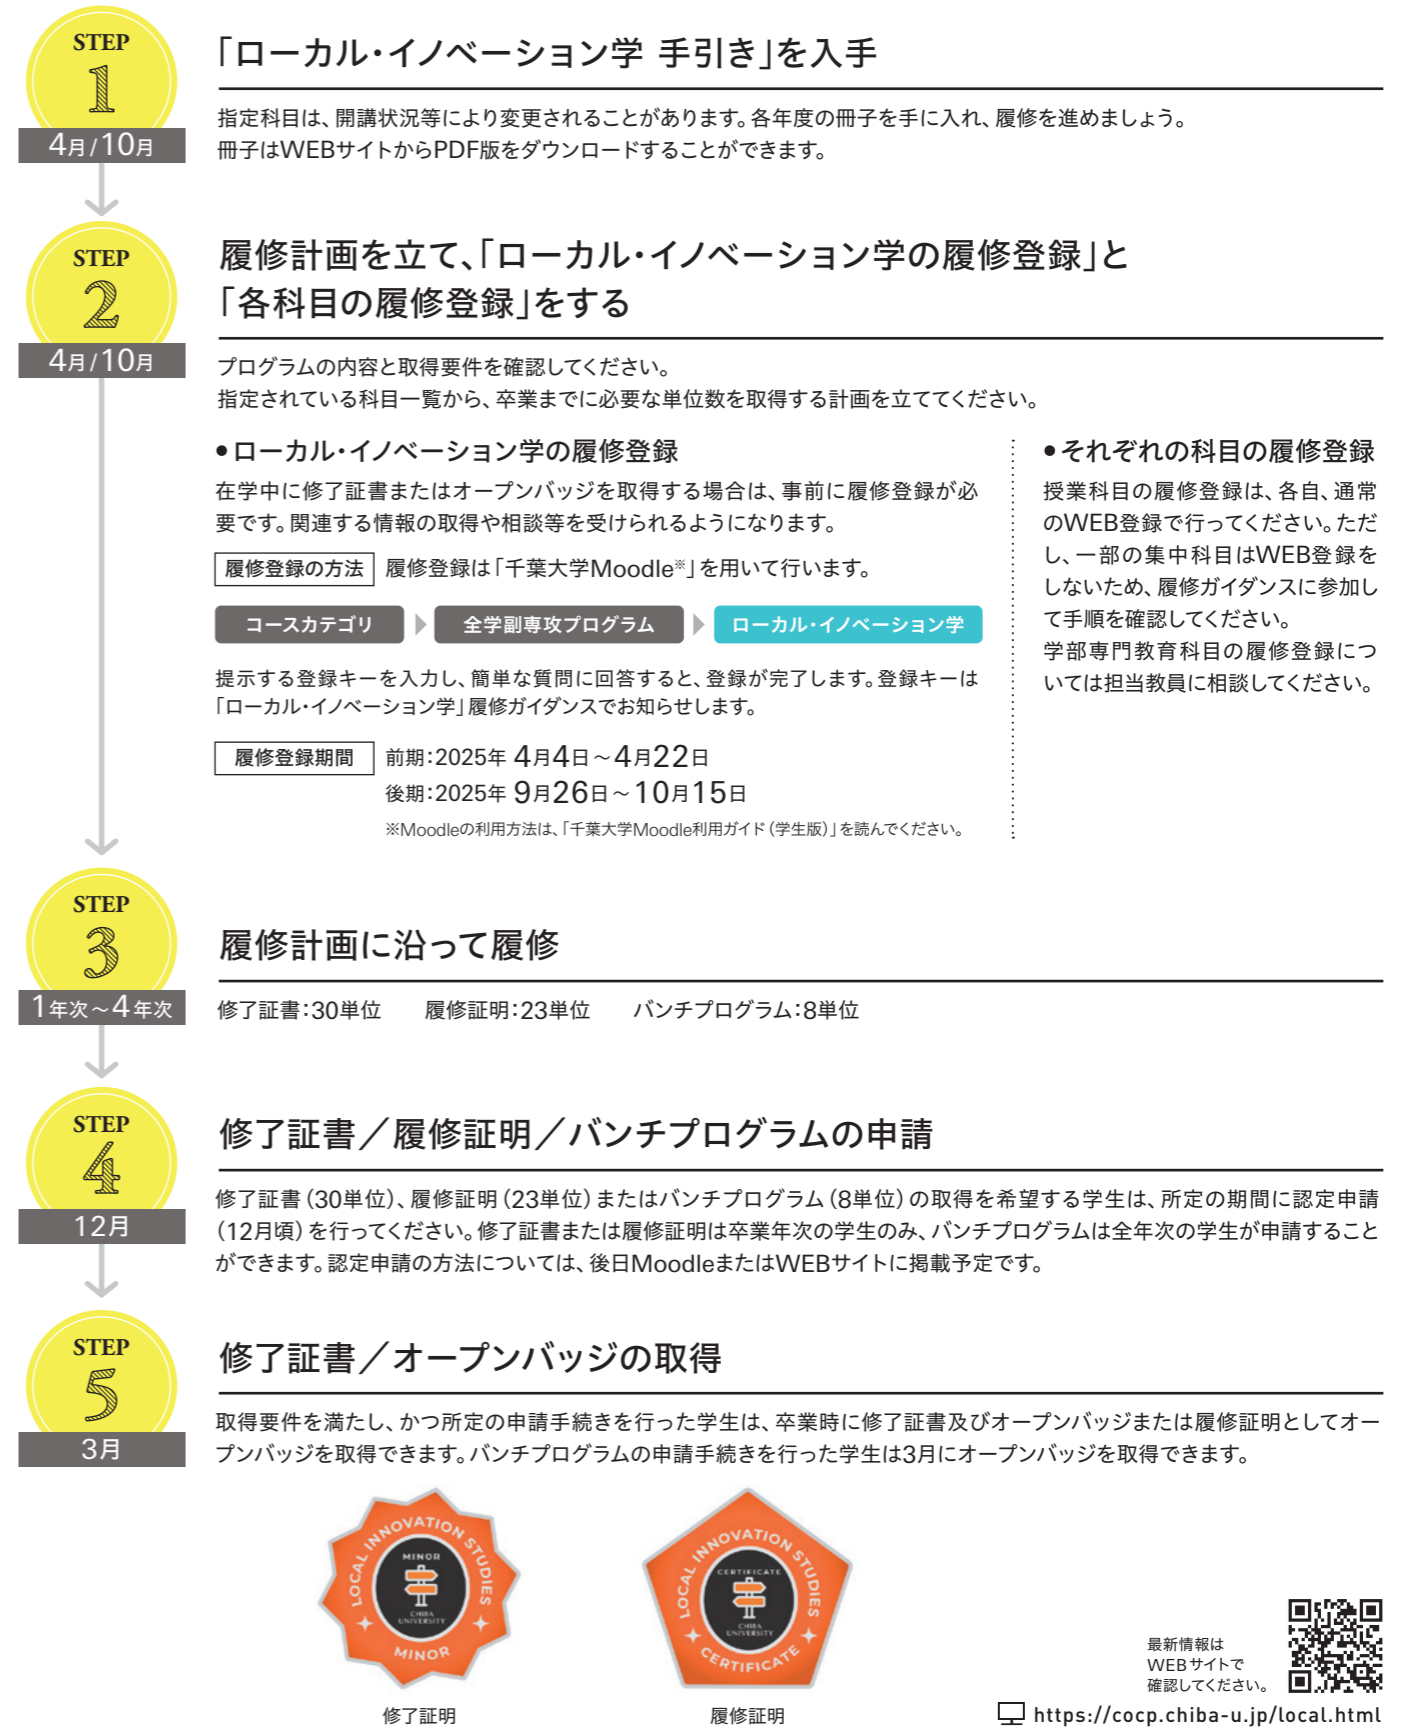 STEP
1
4月/10月
「ローカル・イノベーション学 手引き」を入手
指定科目は、開講状況等により変更されることがあります。各年度の冊子を手に入れ、履修を進めましょう。
冊子はWEBサイトからPDF版をダウンロードすることができます。
STEP
2
4月/10月
履修計画を立て、「ローカル・イノベーション学の履修登録」と
「各科目の履修登録」をする
プログラムの内容と取得要件を確認してください。
指定されている科目一覧から、卒業までに必要な単位数を取得する計画を立ててください。
●ローカル・イノベーション学の履修登録
在学中に修了証書またはオープンバッジを取得する場合は、事前に履修登録が必
要です。関連する情報の取得や相談等を受けられるようになります。
履修登録の方法 履修登録は「千葉大学Moodle※」を用いて行います。
コースカテゴリ ▶ 全学副専攻プログラム ▶ ローカル・イノベーション学
提示する登録キーを入力し、簡単な質問に回答すると、登録が完了します。登録キーは
「ローカル・イノベーション学」履修ガイダンスでお知らせします。
履修登録期間 前期：2025年 4月4日～4月22日
後期：2025年 9月26日～10月15日
※Moodleの利用方法は、「千葉大学Moodle利用ガイド（学生版）」を読んでください。
●それぞれの科目の履修登録
授業科目の履修登録は、各自、通常
のWEB登録で行ってください。ただ
し、一部の集中科目はWEB登録を
しないため、履修ガイダンスに参加し
て手順を確認してください。
学部専門教育科目の履修登録につ
いては担当教員に相談してください。
STEP
3
1年次～4年次
履修計画に沿って履修
修了証書：30単位 履修証明：23単位 バンチプログラム：8単位
STEP
4
12月
修了証書／履修証明／バンチプログラムの申請
修了証書（30単位）、履修証明（23単位）またはバンチプログラム（8単位）の取得を希望する学生は、所定の期間に認定申請
（12月頃）を行ってください。修了証書または履修証明は卒業年次の学生のみ、バンチプログラムは全年次の学生が申請すること
ができます。認定申請の方法については、後日MoodleまたはWEBサイトに掲載予定です。
STEP
5
3月
修了証書／オープンバッジの取得
取得要件を満たし、かつ所定の申請手続きを行った学生は、卒業時に修了証書及びオープンバッジまたは履修証明としてオー
プンバッジを取得できます。バンチプログラムの申請手続きを行った学生は3月にオープンバッジを取得できます。
LOCAL INNOVATION STUDIES
MINOR
CHIBA
UNIVERSITY
MINOR
修了証明
LOCAL INNOVATION STUDIES
CERTIFICATE
CHIBA
UNIVERSITY
CERTIFICATE
履修証明
最新情報は
WEBサイトで
確認してください。
https://cocp.chiba-u.jp/local.html